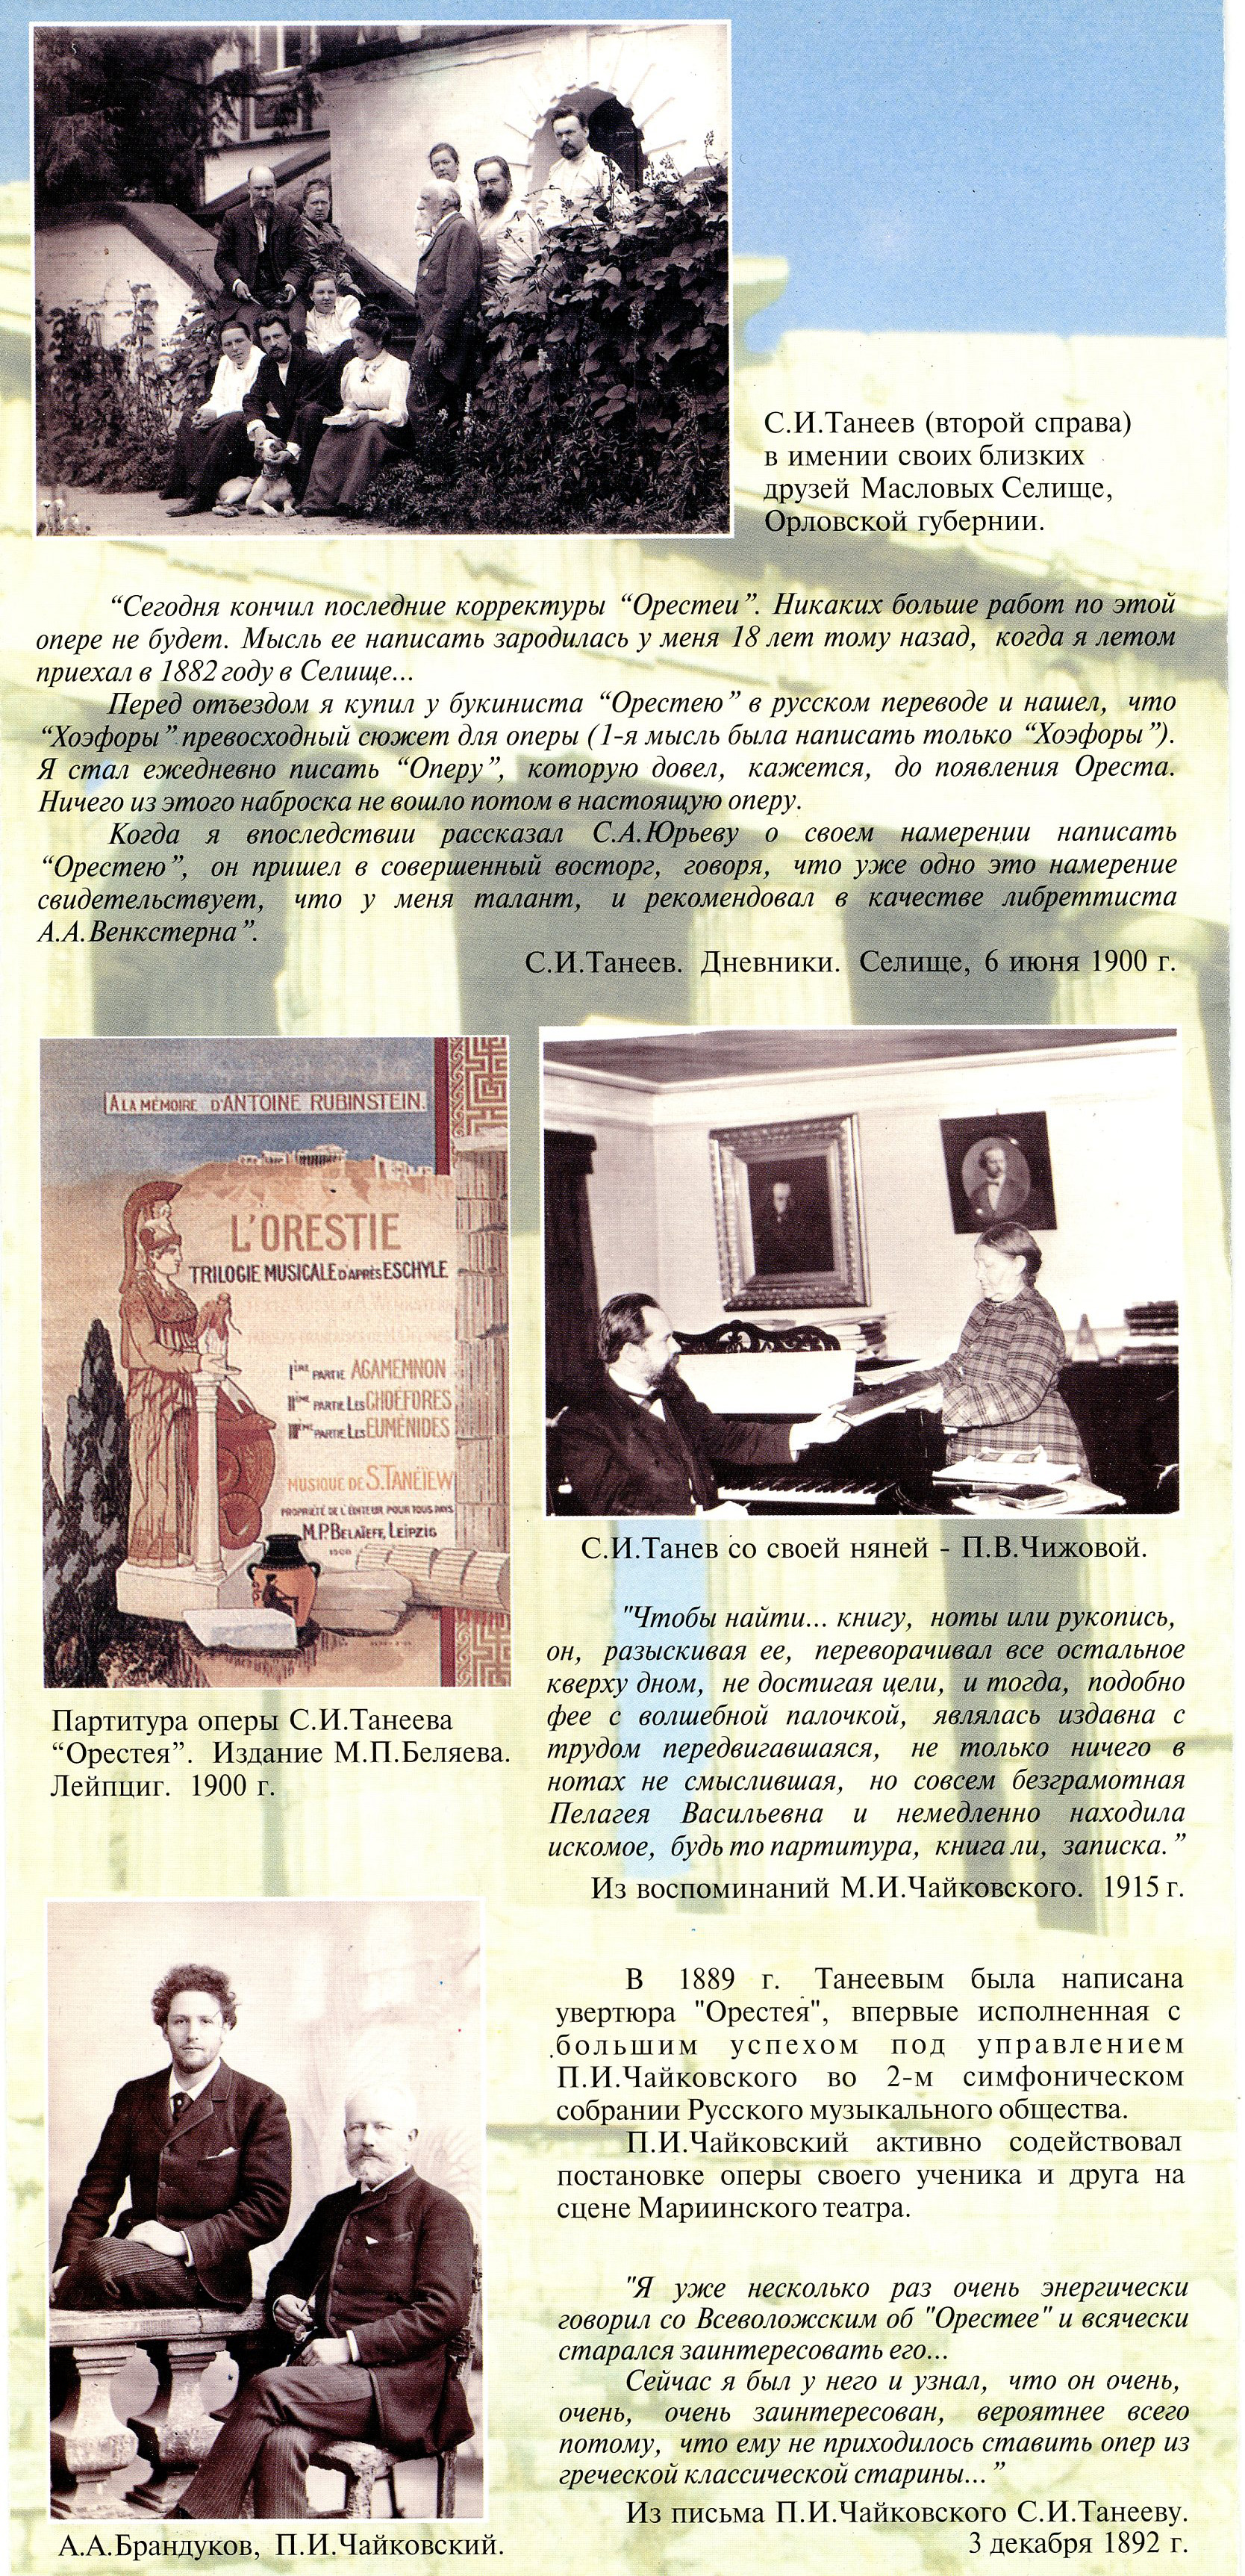 С.И.Танеев (второй справа)
в имении своих близких
друзей Масловых Селище,
Орловской губернии.
“Сегодня кончил последние корректуры “Орестеи”. Никаких больше работ по этой
опере не будет. Мысль ее написать зародилась у меня 18 лет тому назад, когда я летом
приехал в 1882 году в Селище...
Перед отъездом я купил у букиниста “Орестею” в русском переводе и нашел, что
“Хоэфоры” превосходный сюжет для оперы (1-я мысль была написать только “Хоэфоры”).
Я стал ежедневно писать “Оперу”, которую довел, кажется, до появления Ореста.
Ничего из этого наброска не вошло потом в настоящую оперу.
Когда я впоследствии рассказал С.А.Юрьеву о своем намерении написать
“Орестею”, он пришел в совершенный восторг, говоря, что уже одно это намерение
свидетельствует, что у меня талант, и рекомендовал в качестве либреттиста
А.А.Венкстерна”.
С.И.Танеев. Дневники. Селище, 6 июня 1900 г.
A LA MÉMOIRE D'ANTOINE RUBINSTEIN.
L'ORESTIE
TRILOGIE MUSICALE D'APRÈS ESCHYLE
Ière PARTIE AGAMEMNON
IIème PARTIE LES CHOÉFORES
IIIème PARTIE LES EUMÉNIDES
MUSIQUE DE S.TANÉÏEW
PROPRIÉTÉ DE L'ÉDITEUR POUR TOUS PAYS
M.P.BELAÏEFF, LEIPZIG
1900
Партитура оперы С.И.Танеева
“Орестея”. Издание М.П.Беляева.
Лейпциг. 1900 г.
С.И.Танев со своей няней - П.В.Чижовой.
"Чтобы найти... книгу, ноты или рукопись,
он, разыскивая ее, переворачивал все остальное
кверху дном, не достигая цели, и тогда, подобно
фее с волшебной палочкой, являлась издавна с
трудом передвигавшаяся, не только ничего в
нотах не смыслившая, но совсем безграмотная
Пелагея Васильевна и немедленно находила
искомое, будь то партитура, книга ли, записка.”
Из воспоминаний М.И.Чайковского. 1915 г.
В 1889 г. Танеевым была написана
увертюра "Орестея", впервые исполненная с
большим успехом под управлением
П.И.Чайковского во 2-м симфоническом
собрании Русского музыкального общества.
П.И.Чайковский активно содействовал
постановке оперы своего ученика и друга на
сцене Мариинского театра.
"Я уже несколько раз очень энергически
говорил со Всеволожским об "Орестее" и всячески
старался заинтересовать его...
Сейчас я был у него и узнал, что он очень,
очень, очень заинтересован, вероятнее всего
потому, что ему не приходилось ставить опер из
греческой классической старины...”
Из письма П.И.Чайковского С.И.Танееву.
3 декабря 1892 г.
А.А.Брандуков, П.И.Чайковский.